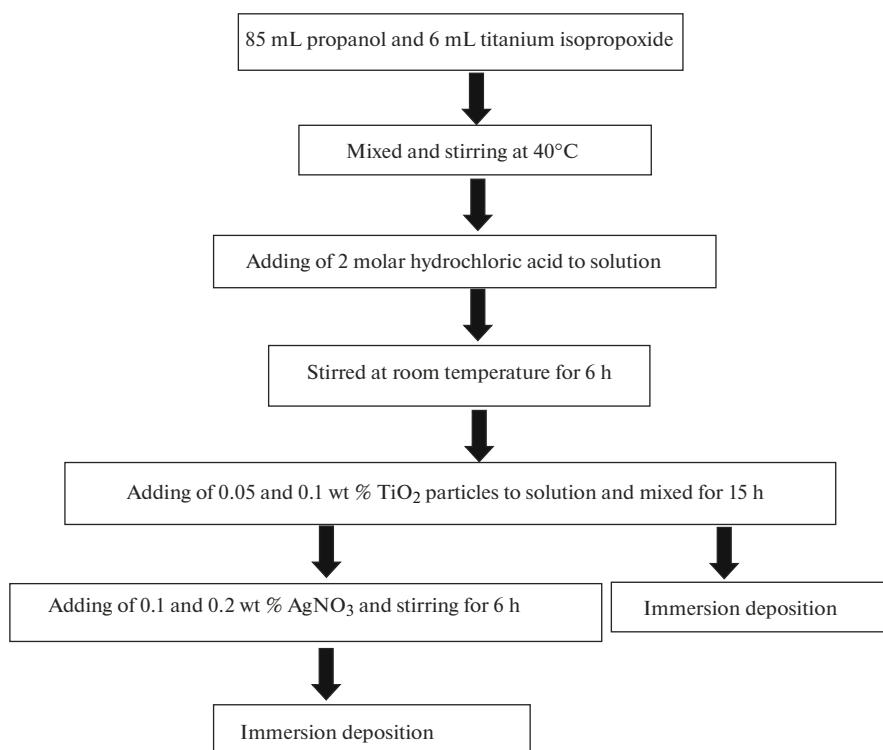 85 mL propanol and 6 mL titanium isopropoxide
Mixed and stirring at 40°C
Adding of 2 molar hydrochloric acid to solution
Stirred at room temperature for 6 h
Adding of 0.05 and 0.1 wt % TiO₂ particles to solution and mixed for 15 h
Adding of 0.1 and 0.2 wt % AgNO₃ and stirring for 6 h
Immersion deposition
Immersion deposition